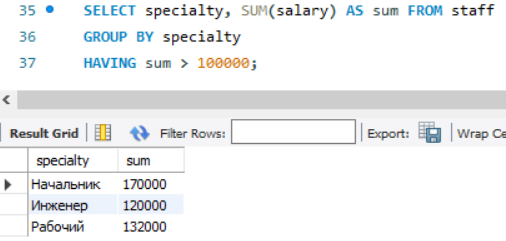 35 SELECT specialty, SUM(salary) AS sum FROM staff
36 GROUP BY specialty
37 HAVING sum > 100000;
Result Grid Filter Rows: Export: Wrap Ce
specialty sum
Начальник 170000
Инженер 120000
Рабочий 132000